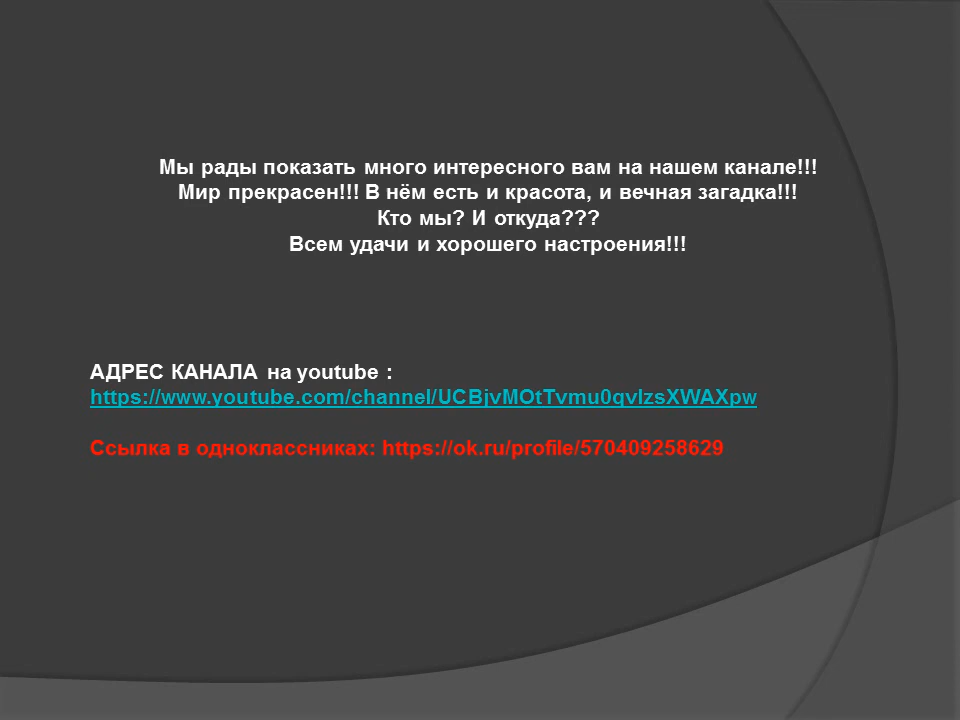 Мы рады показать много интересного вам на нашем канале!!!
Мир прекрасен!!! В нём есть и красота, и вечная загадка!!!
Кто мы? И откуда???
Всем удачи и хорошего настроения!!!
АДРЕС КАНАЛА на youtube :
https://www.youtube.com/channel/UCBjvMOtTvmu0qvIzsXWAXpw
Ссылка в одноклассниках: https://ok.ru/profile/570409258629